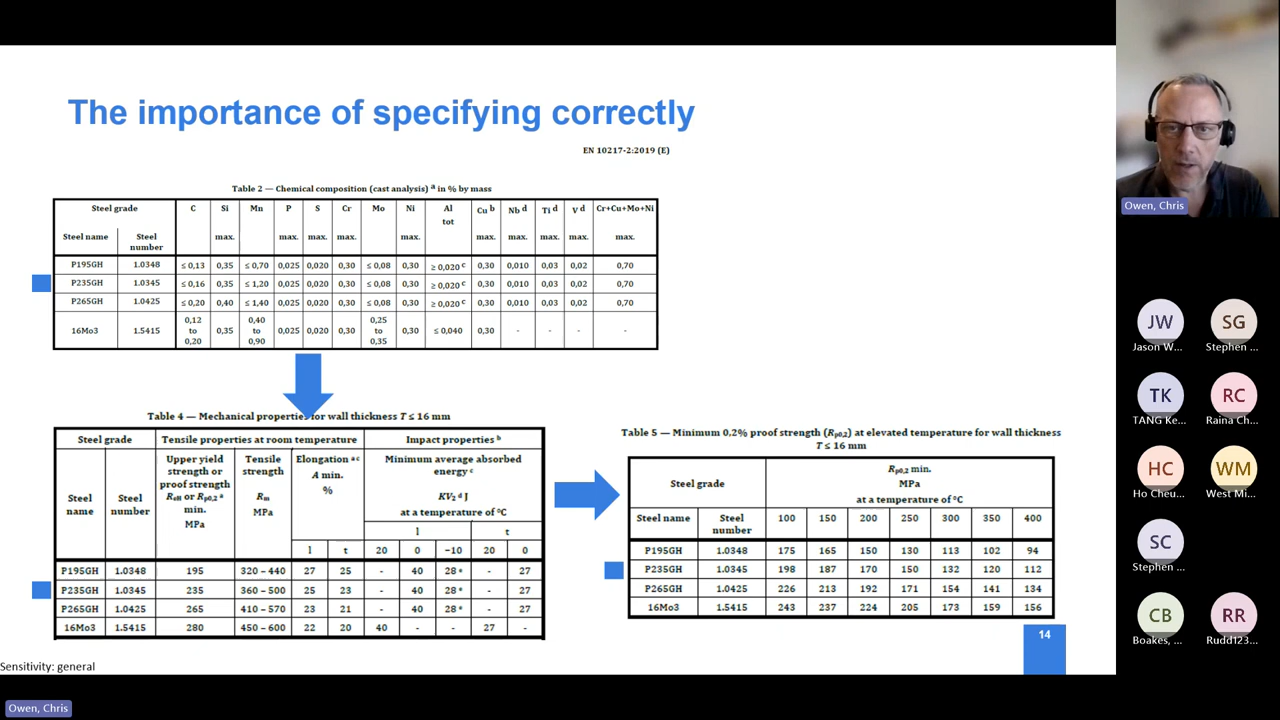 The importance of specifying correctly
EN 10217-2:2019 (E)
Table 2 — Chemical composition (cast analysis) a in % by mass
Steel grade C Si Mn P S Cr Mo Ni Al tot Cu b Nb d Ti d V d Cr+Cu+Mo+Ni
Steel name Steel number max. max. max. max. max. max. max. max. max. max.
P195GH 1.0348 ≤ 0,13 0,35 ≤ 0,70 0,025 0,020 0,30 ≤ 0,08 0,30 ≥ 0,020 c 0,30 0,010 0,03 0,02 0,70
P235GH 1.0345 ≤ 0,16 0,35 ≤ 1,20 0,025 0,020 0,30 ≤ 0,08 0,30 ≥ 0,020 c 0,30 0,010 0,03 0,02 0,70
P265GH 1.0425 ≤ 0,20 0,40 ≤ 1,40 0,025 0,020 0,30 ≤ 0,08 0,30 ≥ 0,020 c 0,30 0,010 0,03 0,02 0,70
16Mo3 1.5415 0,12 to 0,20 0,35 0,40 to 0,90 0,025 0,020 0,30 0,25 to 0,35 0,30 ≤ 0,040 0,30 - - - -
Table 4 — Mechanical properties for wall thickness T ≤ 16 mm
Steel grade Tensile properties at room temperature Impact properties b
Steel name Steel number Upper yield strength or proof strength ReH or Rp0,2 a min. MPa Tensile strength Rm MPa Elongation a c A min. % Minimum average absorbed energy c KV2 d J at a temperature of °C
l t
l t 20 0 −10 20 0
P195GH 1.0348 195 320 – 440 27 25 - 40 28 e - 27
P235GH 1.0345 235 360 – 500 25 23 - 40 28 e - 27
P265GH 1.0425 265 410 – 570 23 21 - 40 28 e - 27
16Mo3 1.5415 280 450 – 600 22 20 40 - - 27 -
Table 5 — Minimum 0,2% proof strength (Rp0,2) at elevated temperature for wall thickness
T ≤ 16 mm
Steel grade Rp0,2 min. MPa at a temperature of °C
Steel name Steel number 100 150 200 250 300 350 400
P195GH 1.0348 175 165 150 130 113 102 94
P235GH 1.0345 198 187 170 150 132 120 112
P265GH 1.0425 226 213 192 171 154 141 134
16Mo3 1.5415 243 237 224 205 173 159 156
14
Sensitivity: general
Owen, Chris
Owen, Chris
JW SG
Jason W... Stephen ...
TK RC
TANG Ke... Raina Ch...
HC WM
Ho Cheu... West Mi...
SC
Stephen ...
CB RR
Boakes, ... Rudd123...